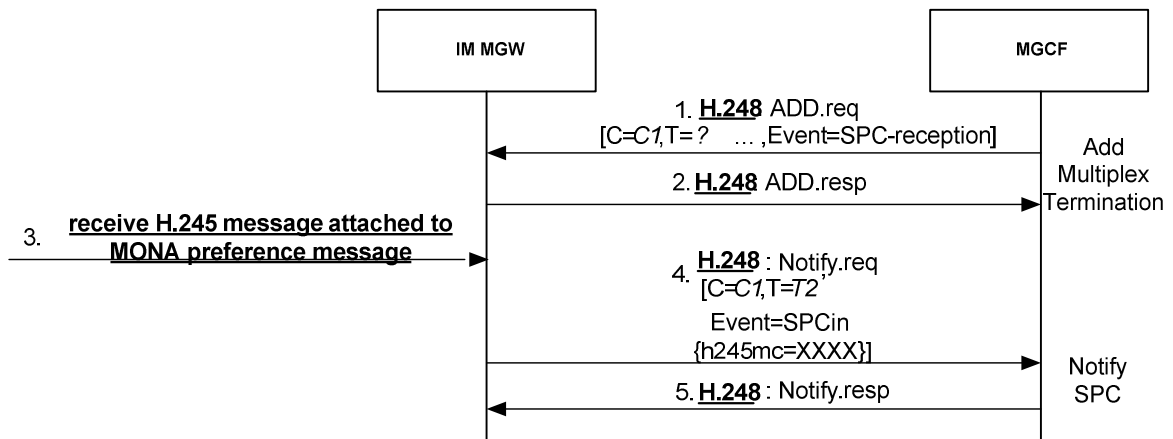 IM MGW
MGCF
1. H.248 ADD.req
[C=C1,T=? ... ,Event=SPC-reception]
Add
Multiplex
Termination
2. H.248: ADD.resp
3. receive H.245 message attached to
MONA preference message
4. H.248 : Notify.req
[C=C1,T=T2'
Event=SPCin
{h245mc=XXXX}]
Notify
SPC
5. H.248 : Notify.resp